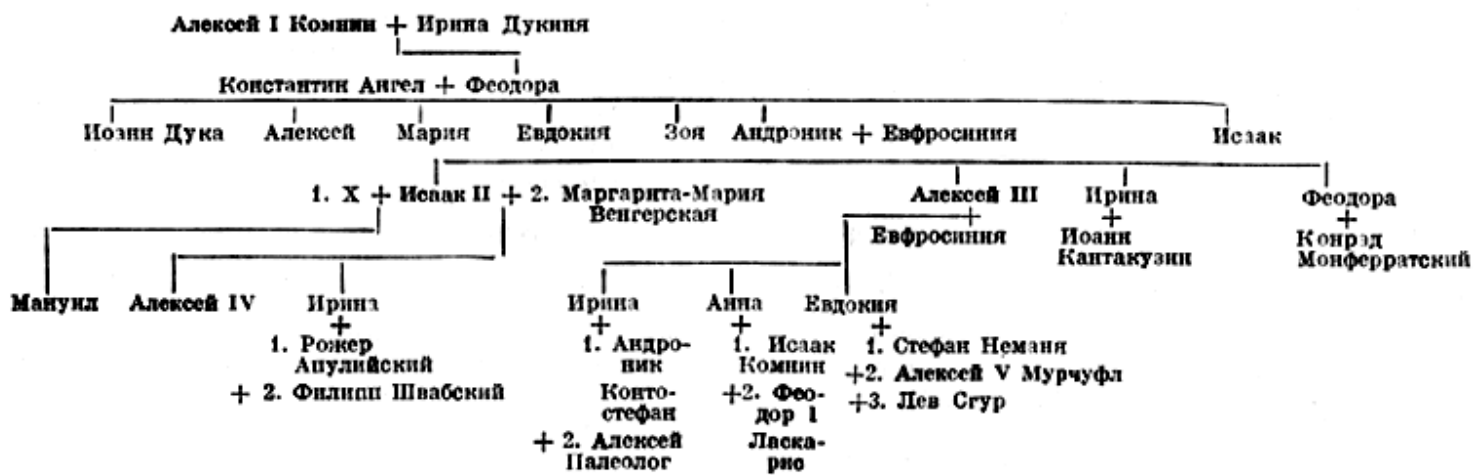 Алексей I Комнин + Ирина Дукиня
Константин Ангел + Феодора
Иоанн Дука Алексей Мария Евдокия Зоя Андроник + Евфросиния Исаак
1. X + Исаак II + 2. Маргарита-Мария Алексей III Ирина Феодора
Венгерская + + +
Евфросиния Иоанн Конрад
Кантакузин Монферратский
Мануил Алексей IV Ирина Ирина Анна Евдокия
+ + + +
1. Рожер 1. Андро- 1. Исаак 1. Стефан Неманя
Апулийский ник Комнин +2. Алексей V Мурчуфл
+ 2. Филипп Швабский Конто- +2. Фео- +3. Лев Сгур
стефан дор I
+ 2. Алексей Ласка-
Палеолог рис